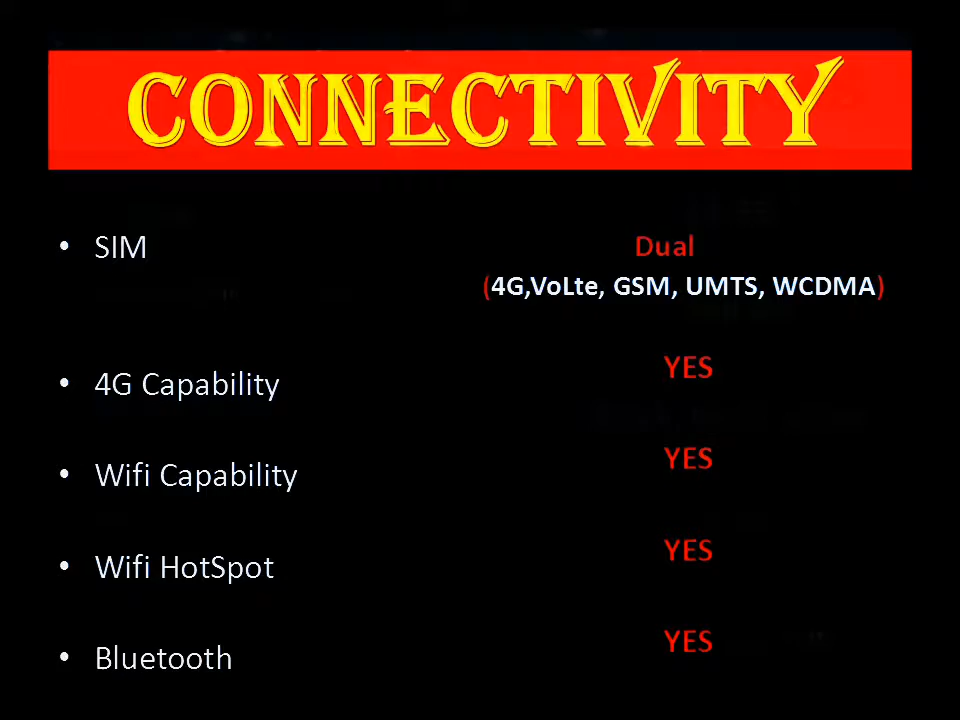 CONNECTIVITY
• SIM Dual
(4G,VoLte, GSM, UMTS, WCDMA)
• 4G Capability YES
• Wifi Capability YES
• Wifi HotSpot YES
• Bluetooth YES